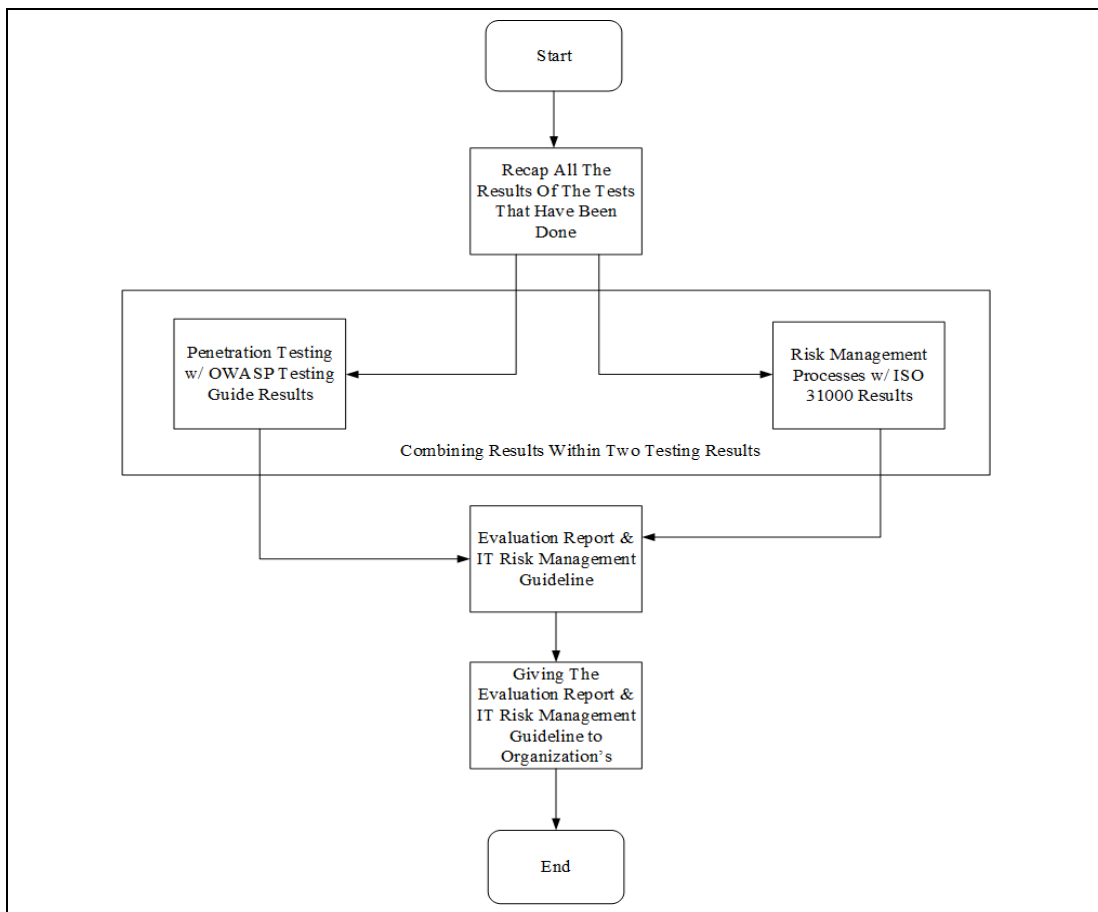 Start
Recap All The
Results Of The Tests
That Have Been
Done
Penetration Testing
w/ OWASP Testing
Guide Results
Risk Management
Processes w/ ISO
31000 Results
Combining Results Within Two Testing Results
Evaluation Report &
IT Risk Management
Guideline
Giving The
Evaluation Report &
IT Risk Management
Guideline to
Organization’s
End